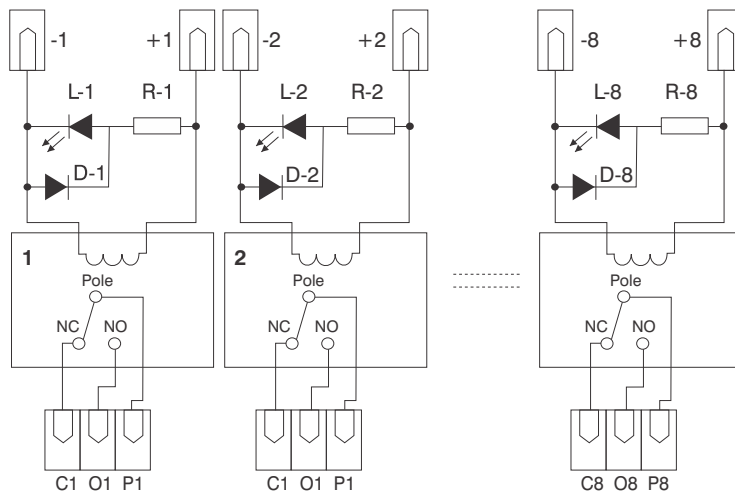 -1 +1 -2 +2 -8 +8
L-1 R-1 L-2 R-2 L-8 R-8
D-1 D-2 D-8
1 2
Pole Pole Pole
NC NO NC NO NC NO
C1 O1 P1 C1 O1 P1 C8 O8 P8